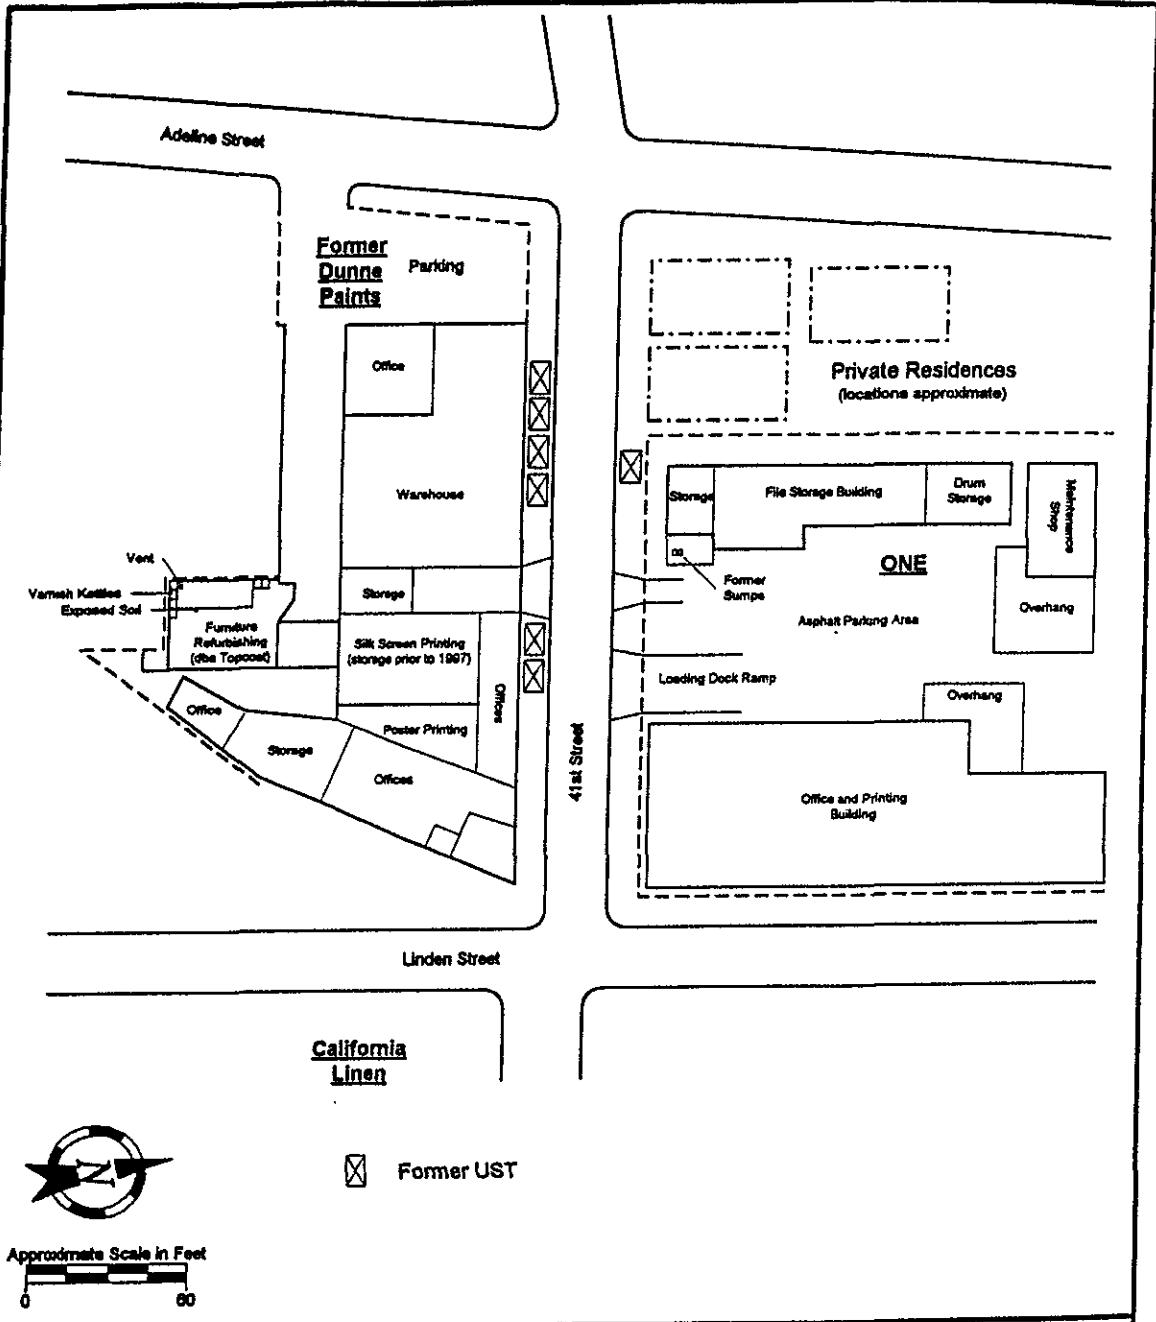 Adeline Street
Former
Dunne
Paints
Parking
Private Residences
(locations approximate)
Office
Warehouse
Storage
File Storage Building
Drum
Storage
Maintenance
Shop
Vent
Varnish Kettles
Exposed Soil
Storage
Former
Sumps
ONE
Overhang
Asphalt Parking Area
Furniture
Refurbishing
(dba Topcoat)
Silk Screen Printing
(storage prior to 1997)
Offices
Loading Dock Ramp
Overhang
Office
Storage
Poster Printing
Offices
41st Street
Office and Printing
Building
Linden Street
California
Linen
N
Former UST
Approximate Scale in Feet
0
60